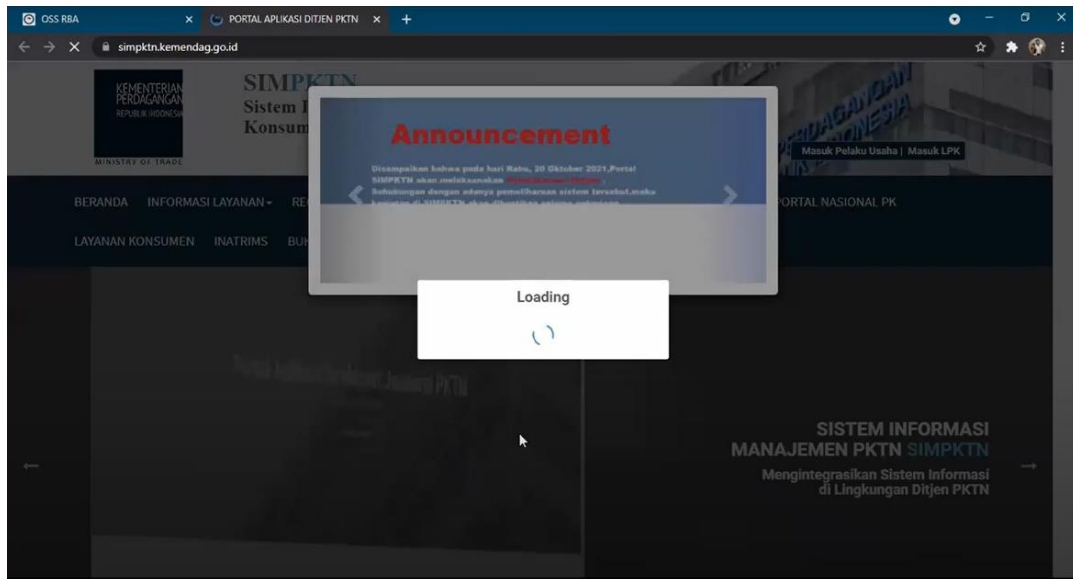 OSS RBA
PORTAL APLIKASI DITJEN PKTN
simpktn.kemendag.go.id
KEMENTERIAN
PERDAGANGAN
REPUBLIK INDONESIA
MINISTRY OF TRADE
SIMPKTN
Sistem I
Konsum
Announcement
Disampaikan bahwa pada hari Rabu, 20 Oktober 2021,Portal
SIMPKTN akan melaksanakan
Sehubungan dengan adanya pemeliharaan sistem tersebut,maka
PERDAGANGAN
Masuk Pelaku Usaha | Masuk LPK
BERANDA INFORMASI LAYANAN RE PORTAL NASIONAL PK
LAYANAN KONSUMEN INATRIMS BUK
Loading
SISTEM INFORMASI
MANAJEMEN PKTN SIMPKTN
Mengintegrasikan Sistem Informasi
di Lingkungan Ditjen PKTN